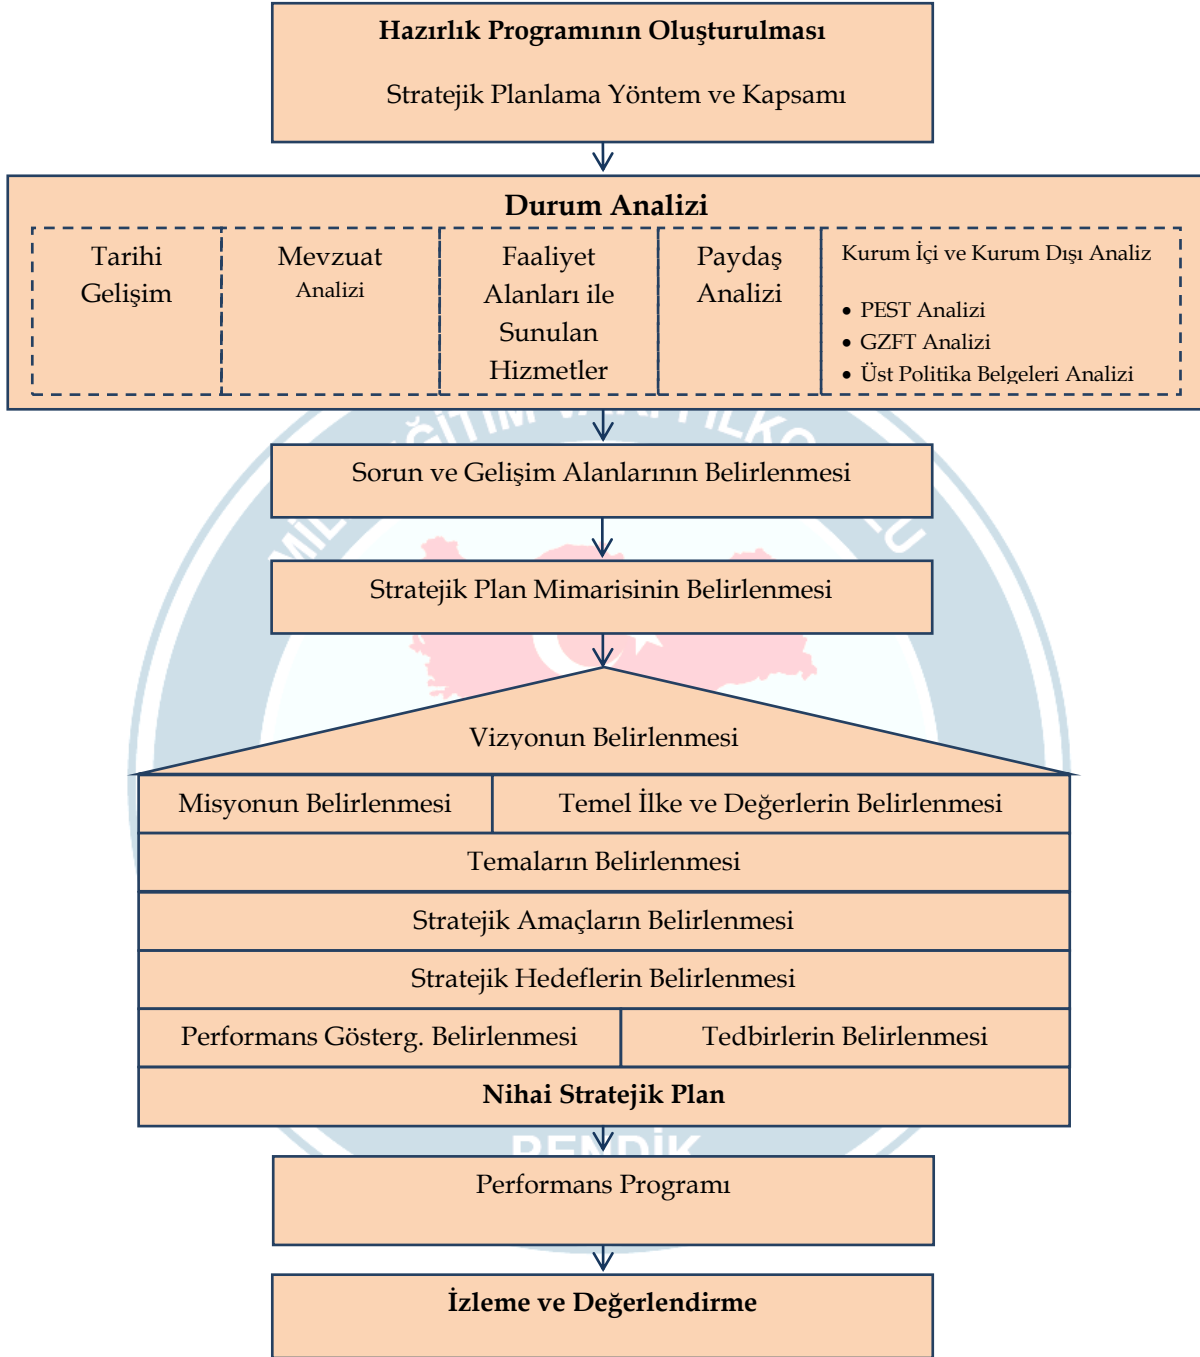 Hazırlık Programının Oluşturulması
Stratejik Planlama Yöntem ve Kapsamı
Durum Analizi
Tarihi
Gelişim
Mevzuat
Analizi
Faaliyet
Alanları ile
Sunulan
Hizmetler
Paydaş
Analizi
Kurum İçi ve Kurum Dışı Analiz
• PEST Analizi
• GZFT Analizi
• Üst Politika Belgeleri Analizi
Sorun ve Gelişim Alanlarının Belirlenmesi
Stratejik Plan Mimarisinin Belirlenmesi
Vizyonun Belirlenmesi
Misyonun Belirlenmesi
Temel İlke ve Değerlerin Belirlenmesi
Temaların Belirlenmesi
Stratejik Amaçların Belirlenmesi
Stratejik Hedeflerin Belirlenmesi
Performans Gösterg. Belirlenmesi
Tedbirlerin Belirlenmesi
Nihai Stratejik Plan
PENDİK
Performans Programı
İzleme ve Değerlendirme